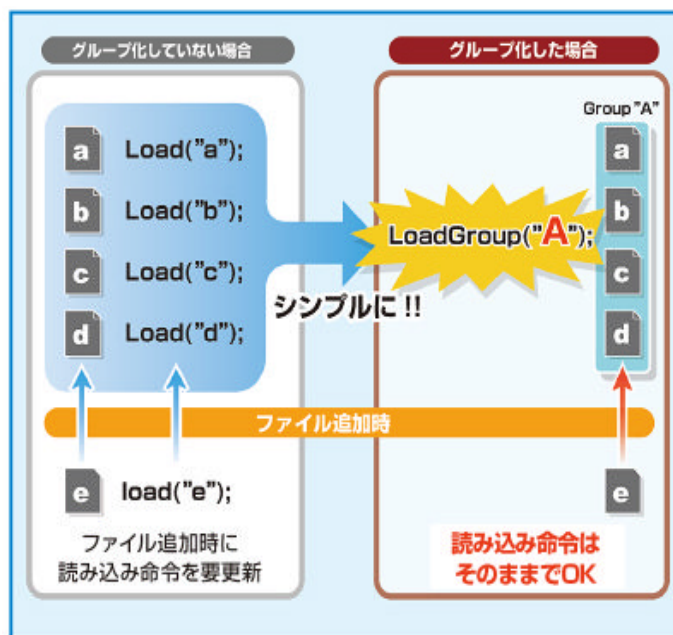 グループ化していない場合
a Load("a");
b Load("b");
c Load("c");
d Load("d");
シンプルに!!
グループ化した場合
Group"A"
LoadGroup("A");
a
b
c
d
ファイル追加時
e load("e");
ファイル追加時に
読み込み命令を要更新
e
読み込み命令は
そのままでOK